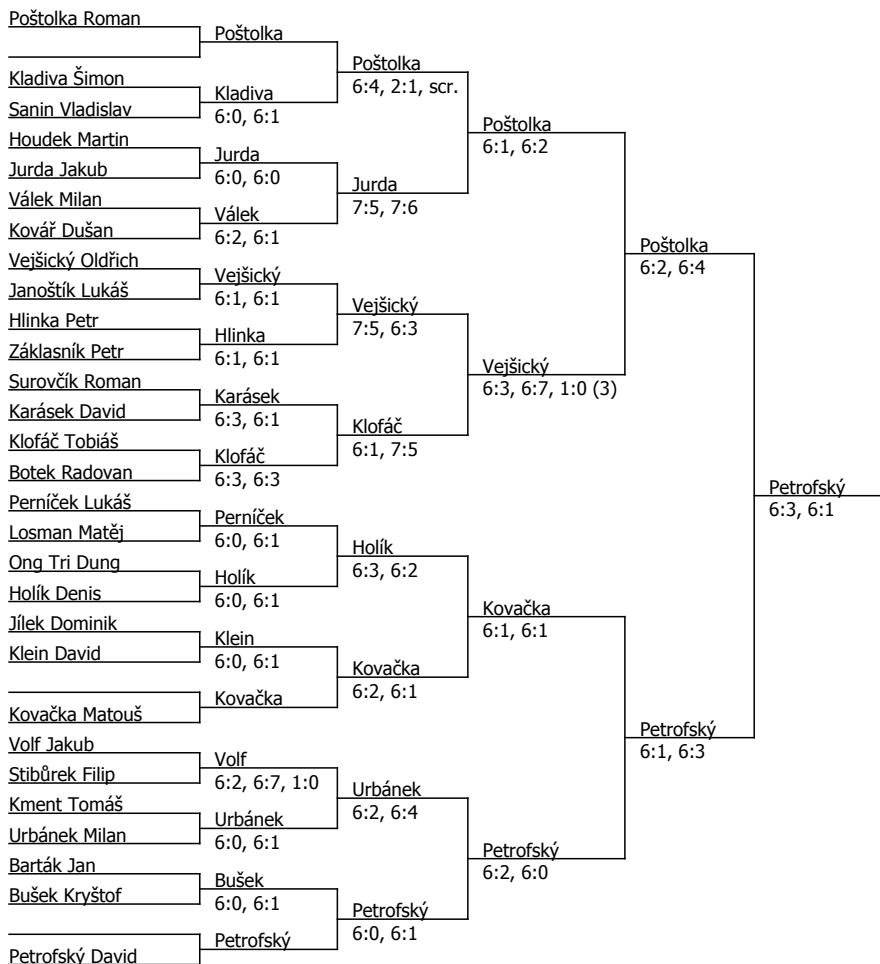 Poštolka Roman
Kladiva Šimon
Sanin Vladislav
Houdek Martin
Jurda Jakub
Válek Milan
Kovář Dušan
Vejšický Oldřich
Janoštík Lukáš
Hlinka Petr
Záklasník Petr
Surovčík Roman
Karásek David
Klofáč Tobiáš
Botek Radovan
Perníček Lukáš
Losman Matěj
Ong Tri Dung
Holík Denis
Jílek Dominik
Klein David
Kovačka Matouš
Volf Jakub
Stibůrek Filip
Kment Tomáš
Urbánek Milan
Barták Jan
Bušek Kryštof
Petrofský David
Poštolka
Kladiva
6:0, 6:1
Jurda
6:0, 6:0
Válek
6:2, 6:1
Vejšický
6:1, 6:1
Hlinka
6:1, 6:1
Karásek
6:3, 6:1
Klofáč
6:3, 6:3
Perníček
6:0, 6:1
Holík
6:0, 6:1
Klein
6:0, 6:1
Kovačka
Volf
6:2, 6:7, 1:0
Urbánek
6:0, 6:1
Bušek
6:0, 6:1
Petrofský
Poštolka
6:4, 2:1, scr.
Jurda
7:5, 7:6
Vejšický
7:5, 6:3
Klofáč
6:1, 7:5
Holík
6:3, 6:2
Kovačka
6:2, 6:1
Urbánek
6:2, 6:4
Petrofský
6:0, 6:1
Poštolka
6:1, 6:2
Vejšický
6:3, 6:7, 1:0 (3)
Kovačka
6:1, 6:1
Petrofský
6:2, 6:0
Poštolka
6:2, 6:4
Petrofský
6:1, 6:3
Petrofský
6:3, 6:1